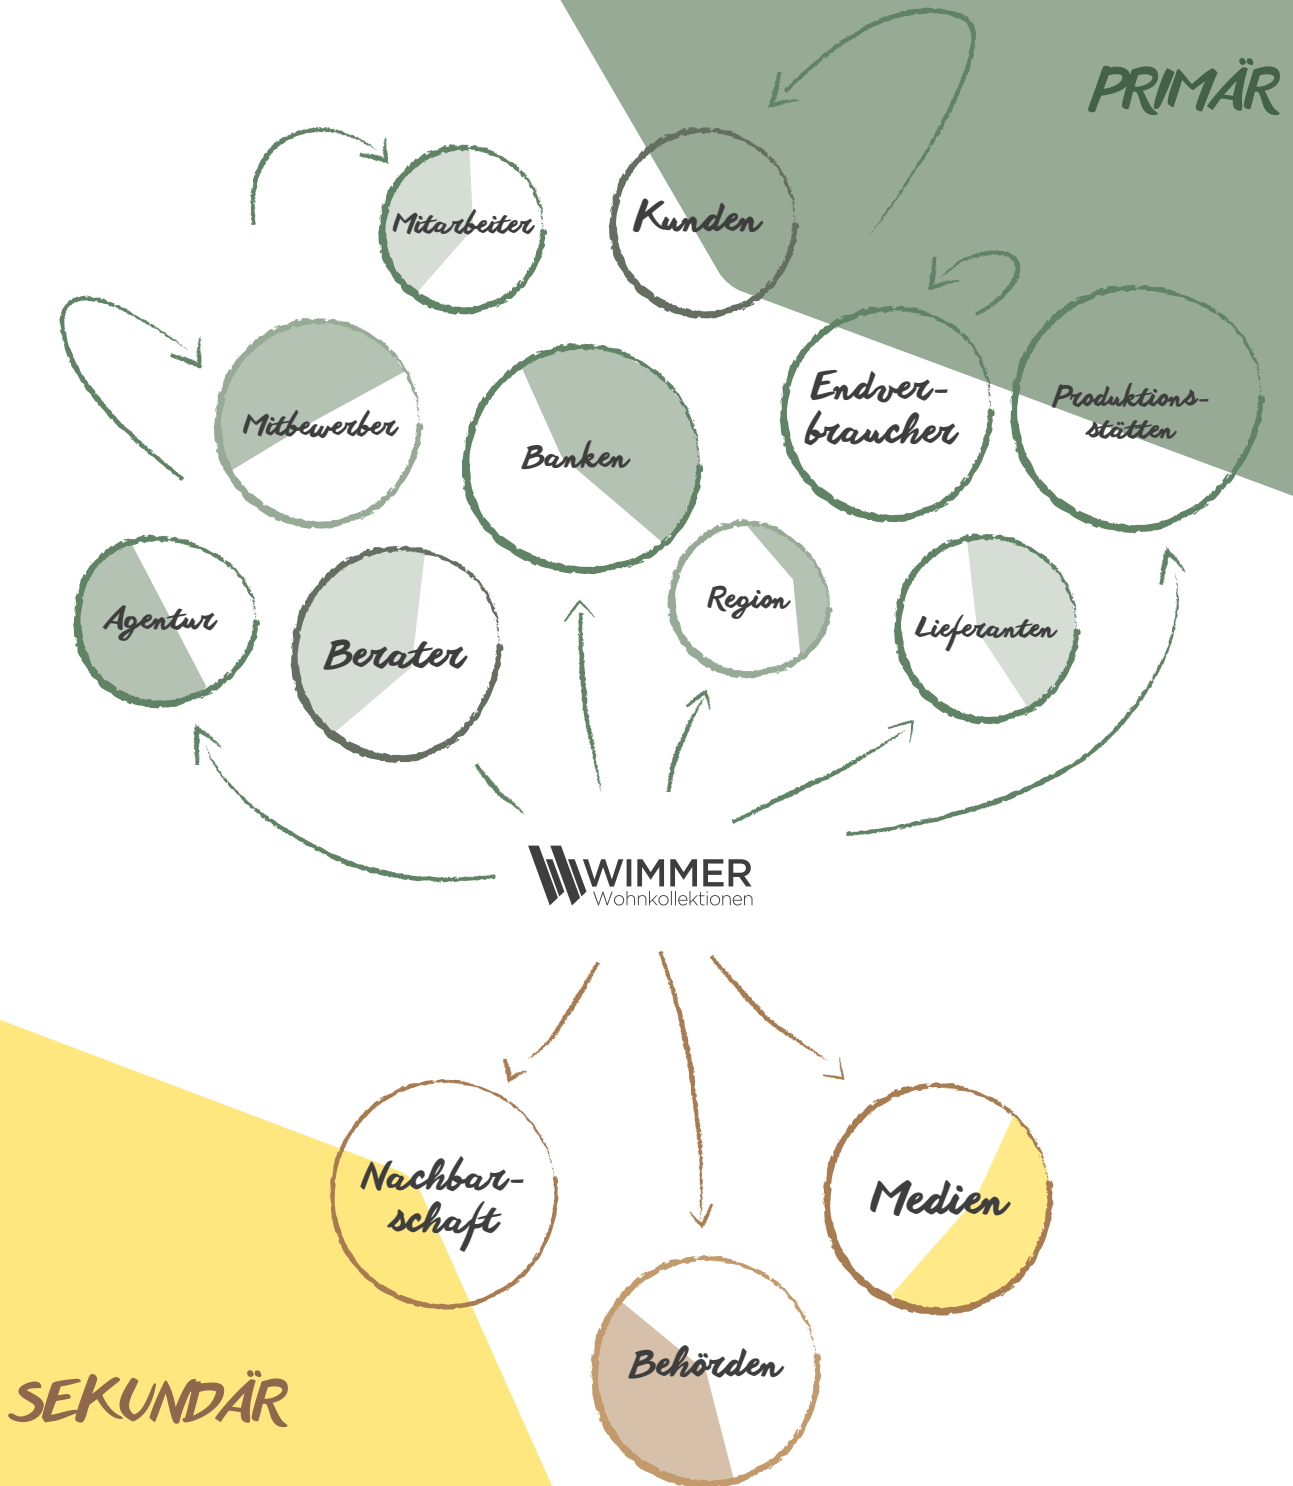 PRIMÄR
Mitarbeiter
Kunden
Mitbewerber
Banken
Endver-
braucher
Produktions-
stätten
Agentur
Berater
Region
Lieferanten
WIMMER
Wohnkollektionen
Nachbar-
schaft
Medien
Behörden
SEKUNDÄR